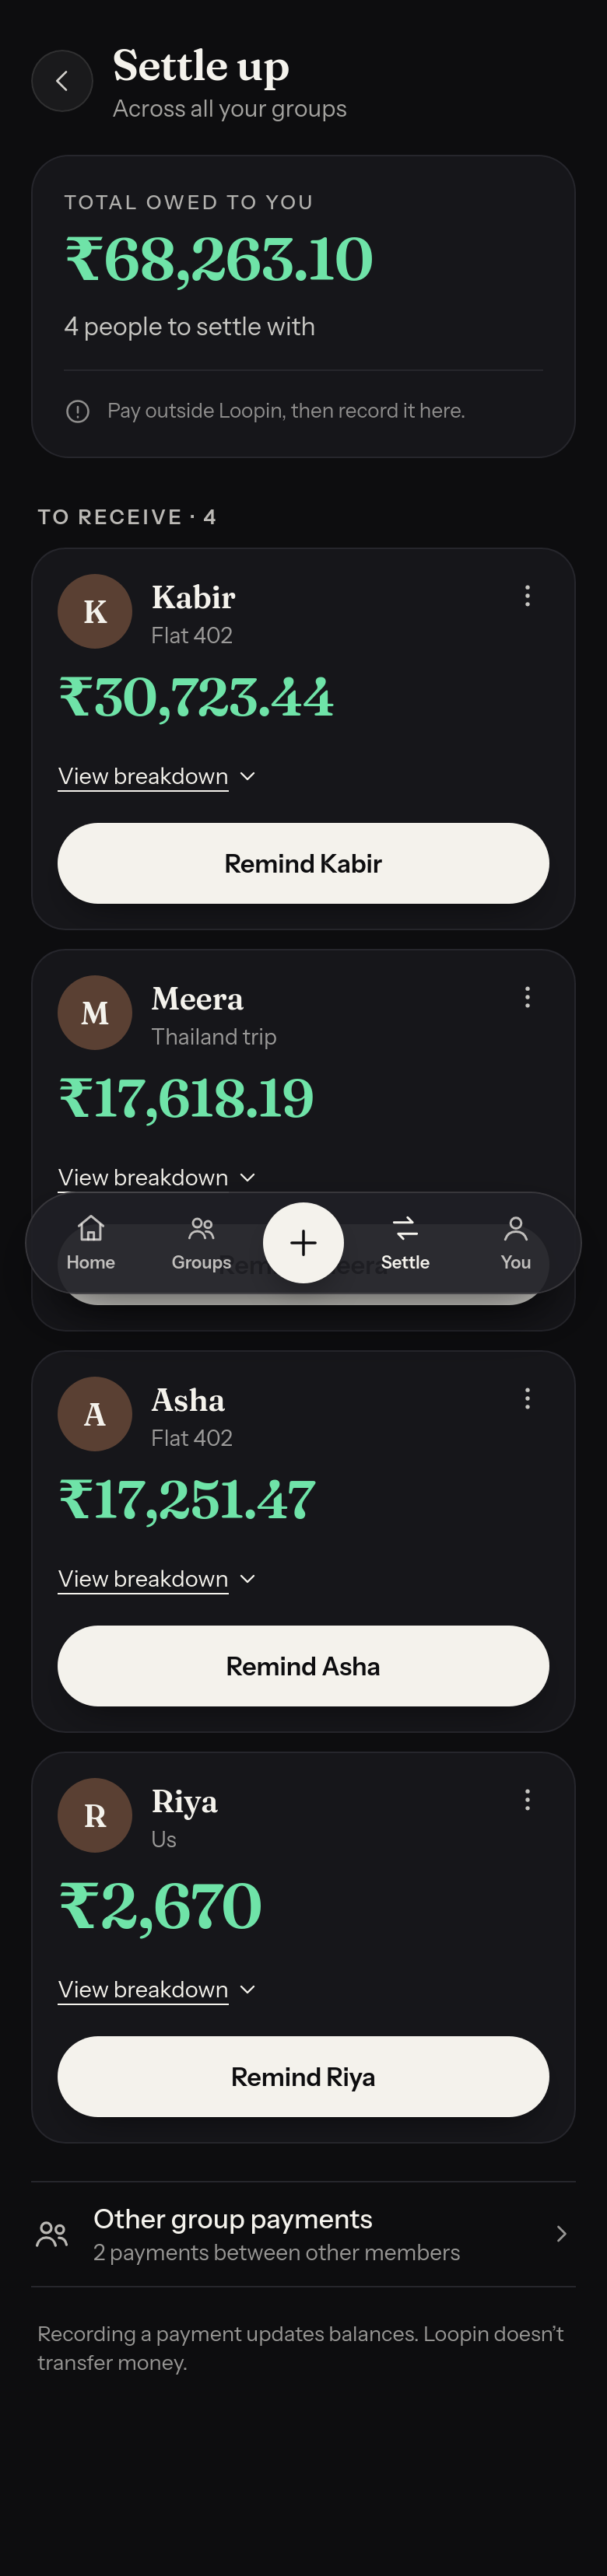 Settle up
Across all your groups
TOTAL OWED TO YOU
₹68,263.10
4 people to settle with
Pay outside Loopin, then record it here.
TO RECEIVE · 4
K
Kabir
Flat 402
₹30,723.44
View breakdown
Remind Kabir
M
Meera
Thailand trip
₹17,618.19
View breakdown
Home Groups Settle You
A
Asha
Flat 402
₹17,251.47
View breakdown
Remind Asha
R
Riya
Us
₹2,670
View breakdown
Remind Riya
Other group payments
2 payments between other members
Recording a payment updates balances. Loopin doesn’t
transfer money.